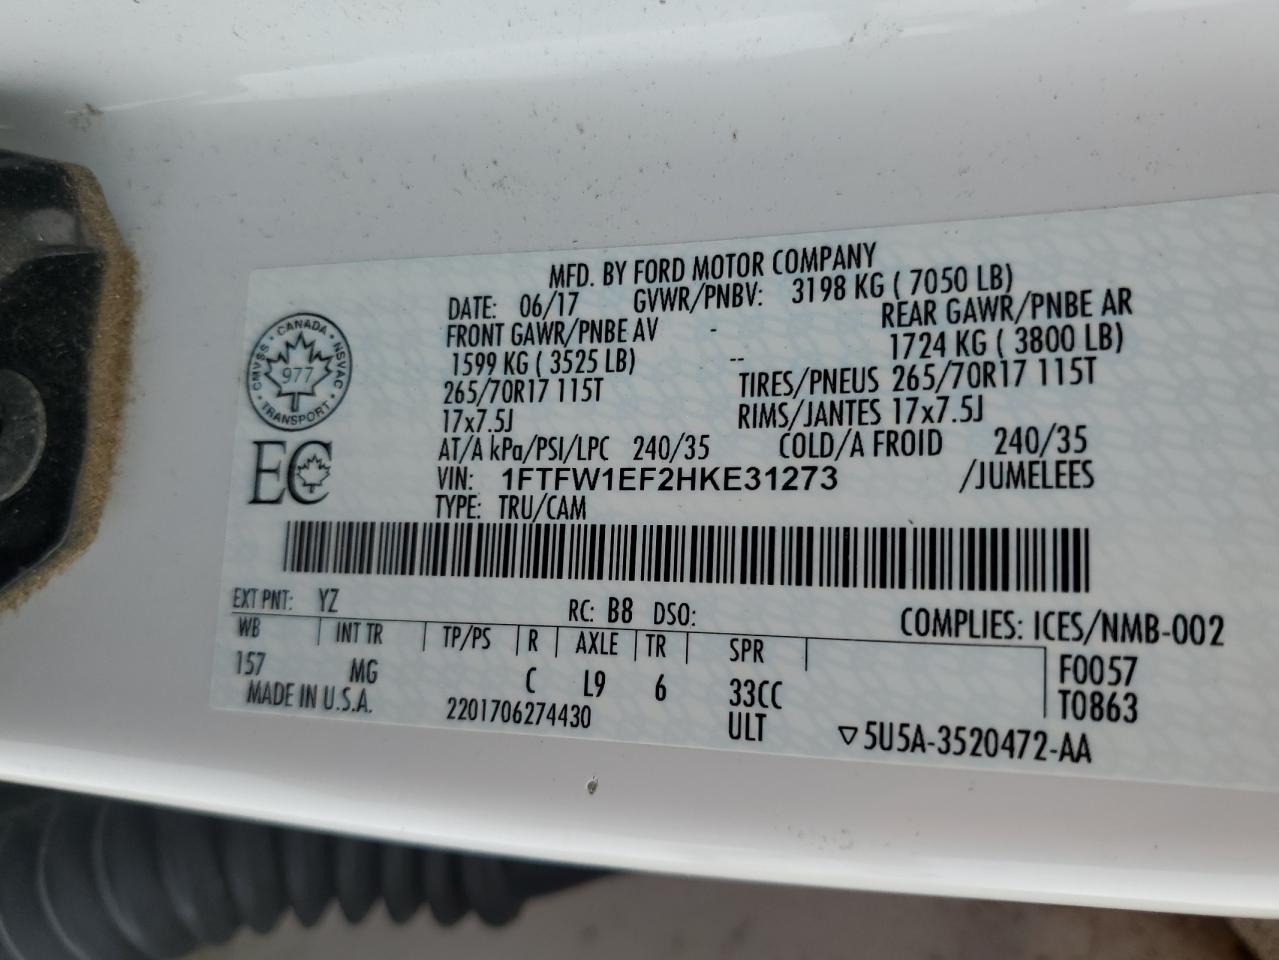 MFD. BY FORD MOTOR COMPANY
DATE: 06/17 GVWR/PNBV: 3198 KG ( 7050 LB)
FRONT GAWR/PNBE AV - REAR GAWR/PNBE AR
1599 KG ( 3525 LB) -- 1724 KG ( 3800 LB)
265/70R17 115T TIRES/PNEUS 265/70R17 115T
17x7.5J RIMS/JANTES 17x7.5J
AT/A kPa/PSI/LPC 240/35 COLD/A FROID 240/35
VIN: 1FTFW1EF2HKE31273 /JUMELEES
TYPE: TRU/CAM
CANADA
CMVSS 977 NSVAC
TRANSPORT
EC
EXT PNT: YZ RC: B8 DSO: COMPLIES: ICES/NMB-002
WB INT TR TP/PS R AXLE TR SPR F0057
157 MG C L9 6 33CC T0863
MADE IN U.S.A. 2201706274430 ULT ▽5U5A-3520472-AA